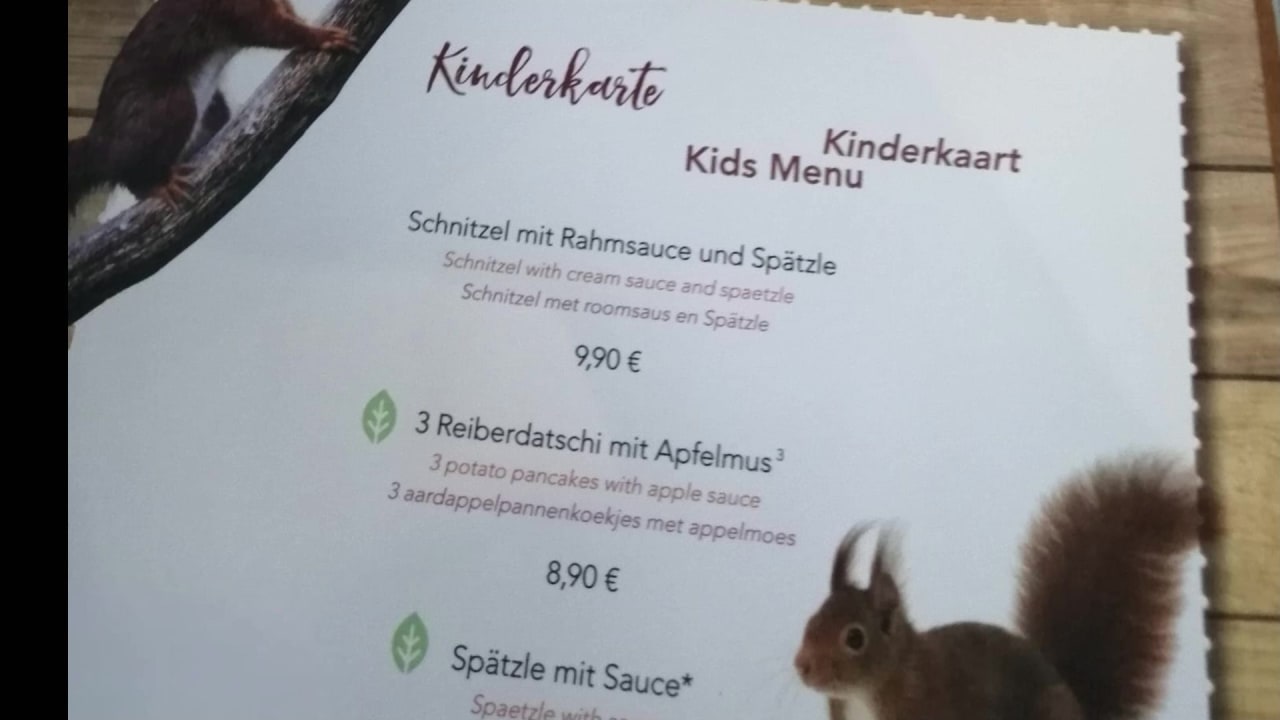 Kinderkarte
Kinderkaart
Kids Menu
Schnitzel mit Rahmsauce und Spätzle
Schnitzel with cream sauce and spaetzle
Schnitzel met roomsaus en Spätzle
9,90 €
3 Reiberdatschi mit Apfelmus³
3 potato pancakes with apple sauce
3 aardappelpannenkoekjes met appelmoes
8,90 €
Spätzle mit Sauce*
Spaetzle with